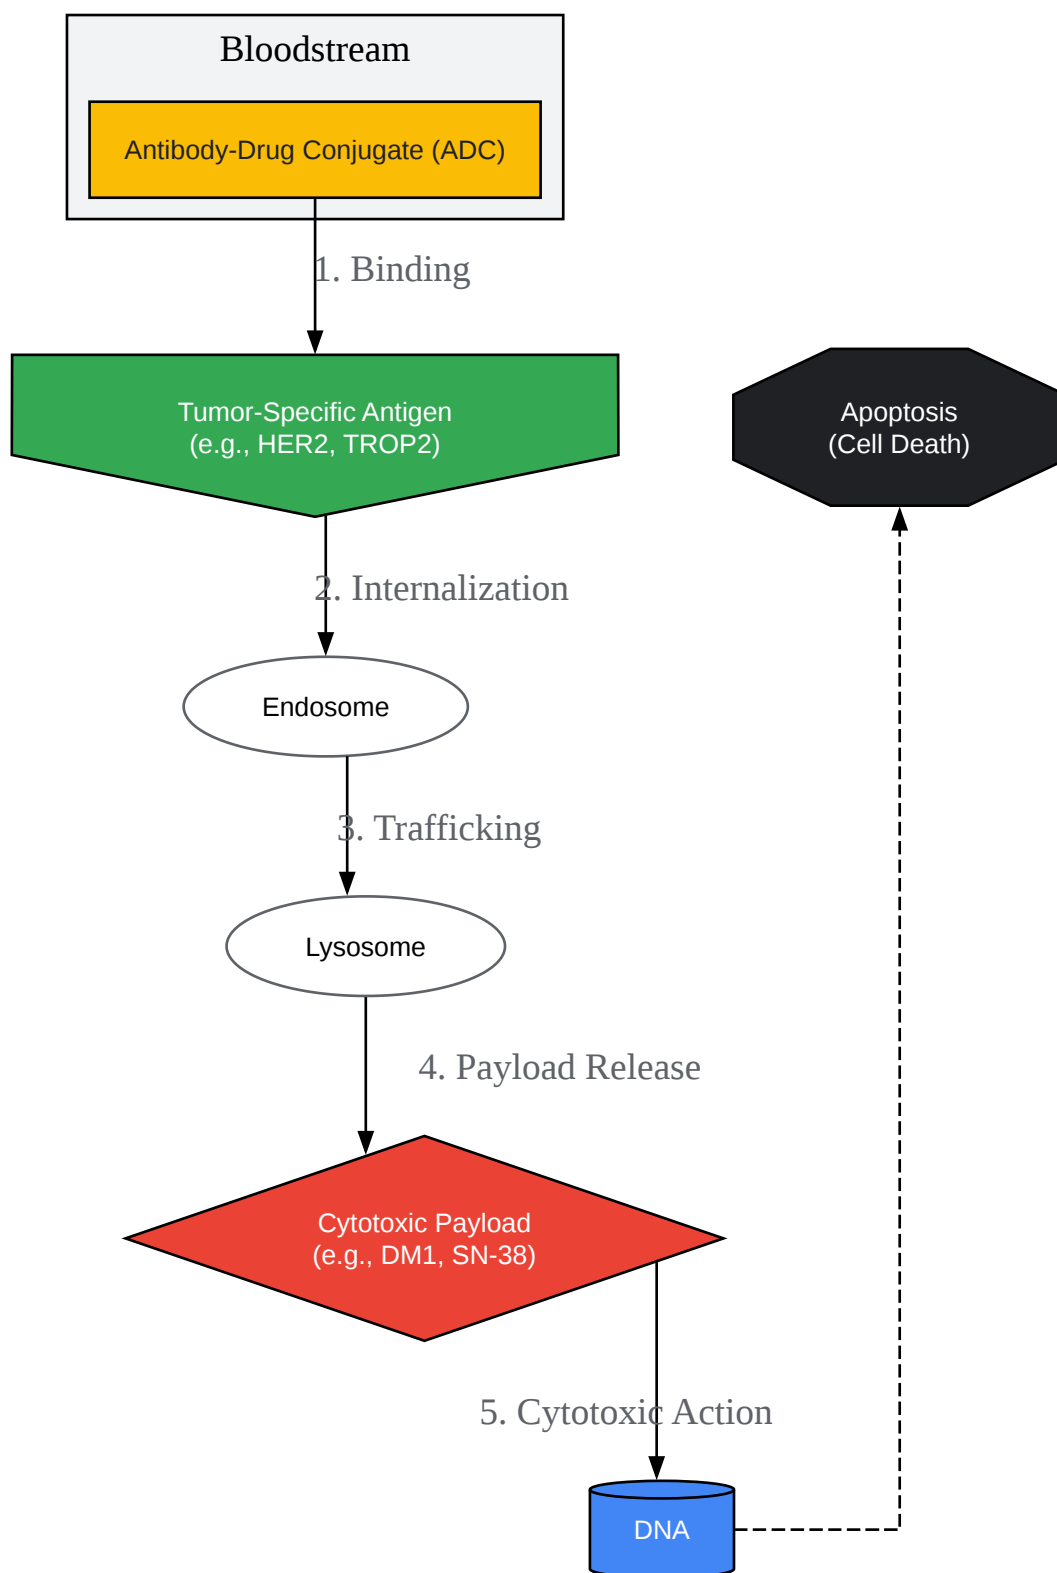 Bloodstream
Antibody-Drug Conjugate (ADC)
1. Binding
Tumor-Specific Antigen
(e.g., HER2, TROP2)
Apoptosis
(Cell Death)
2. Internalization
Endosome
3. Trafficking
Lysosome
4. Payload Release
Cytotoxic Payload
(e.g., DM1, SN-38)
5. Cytotoxic Action
DNA